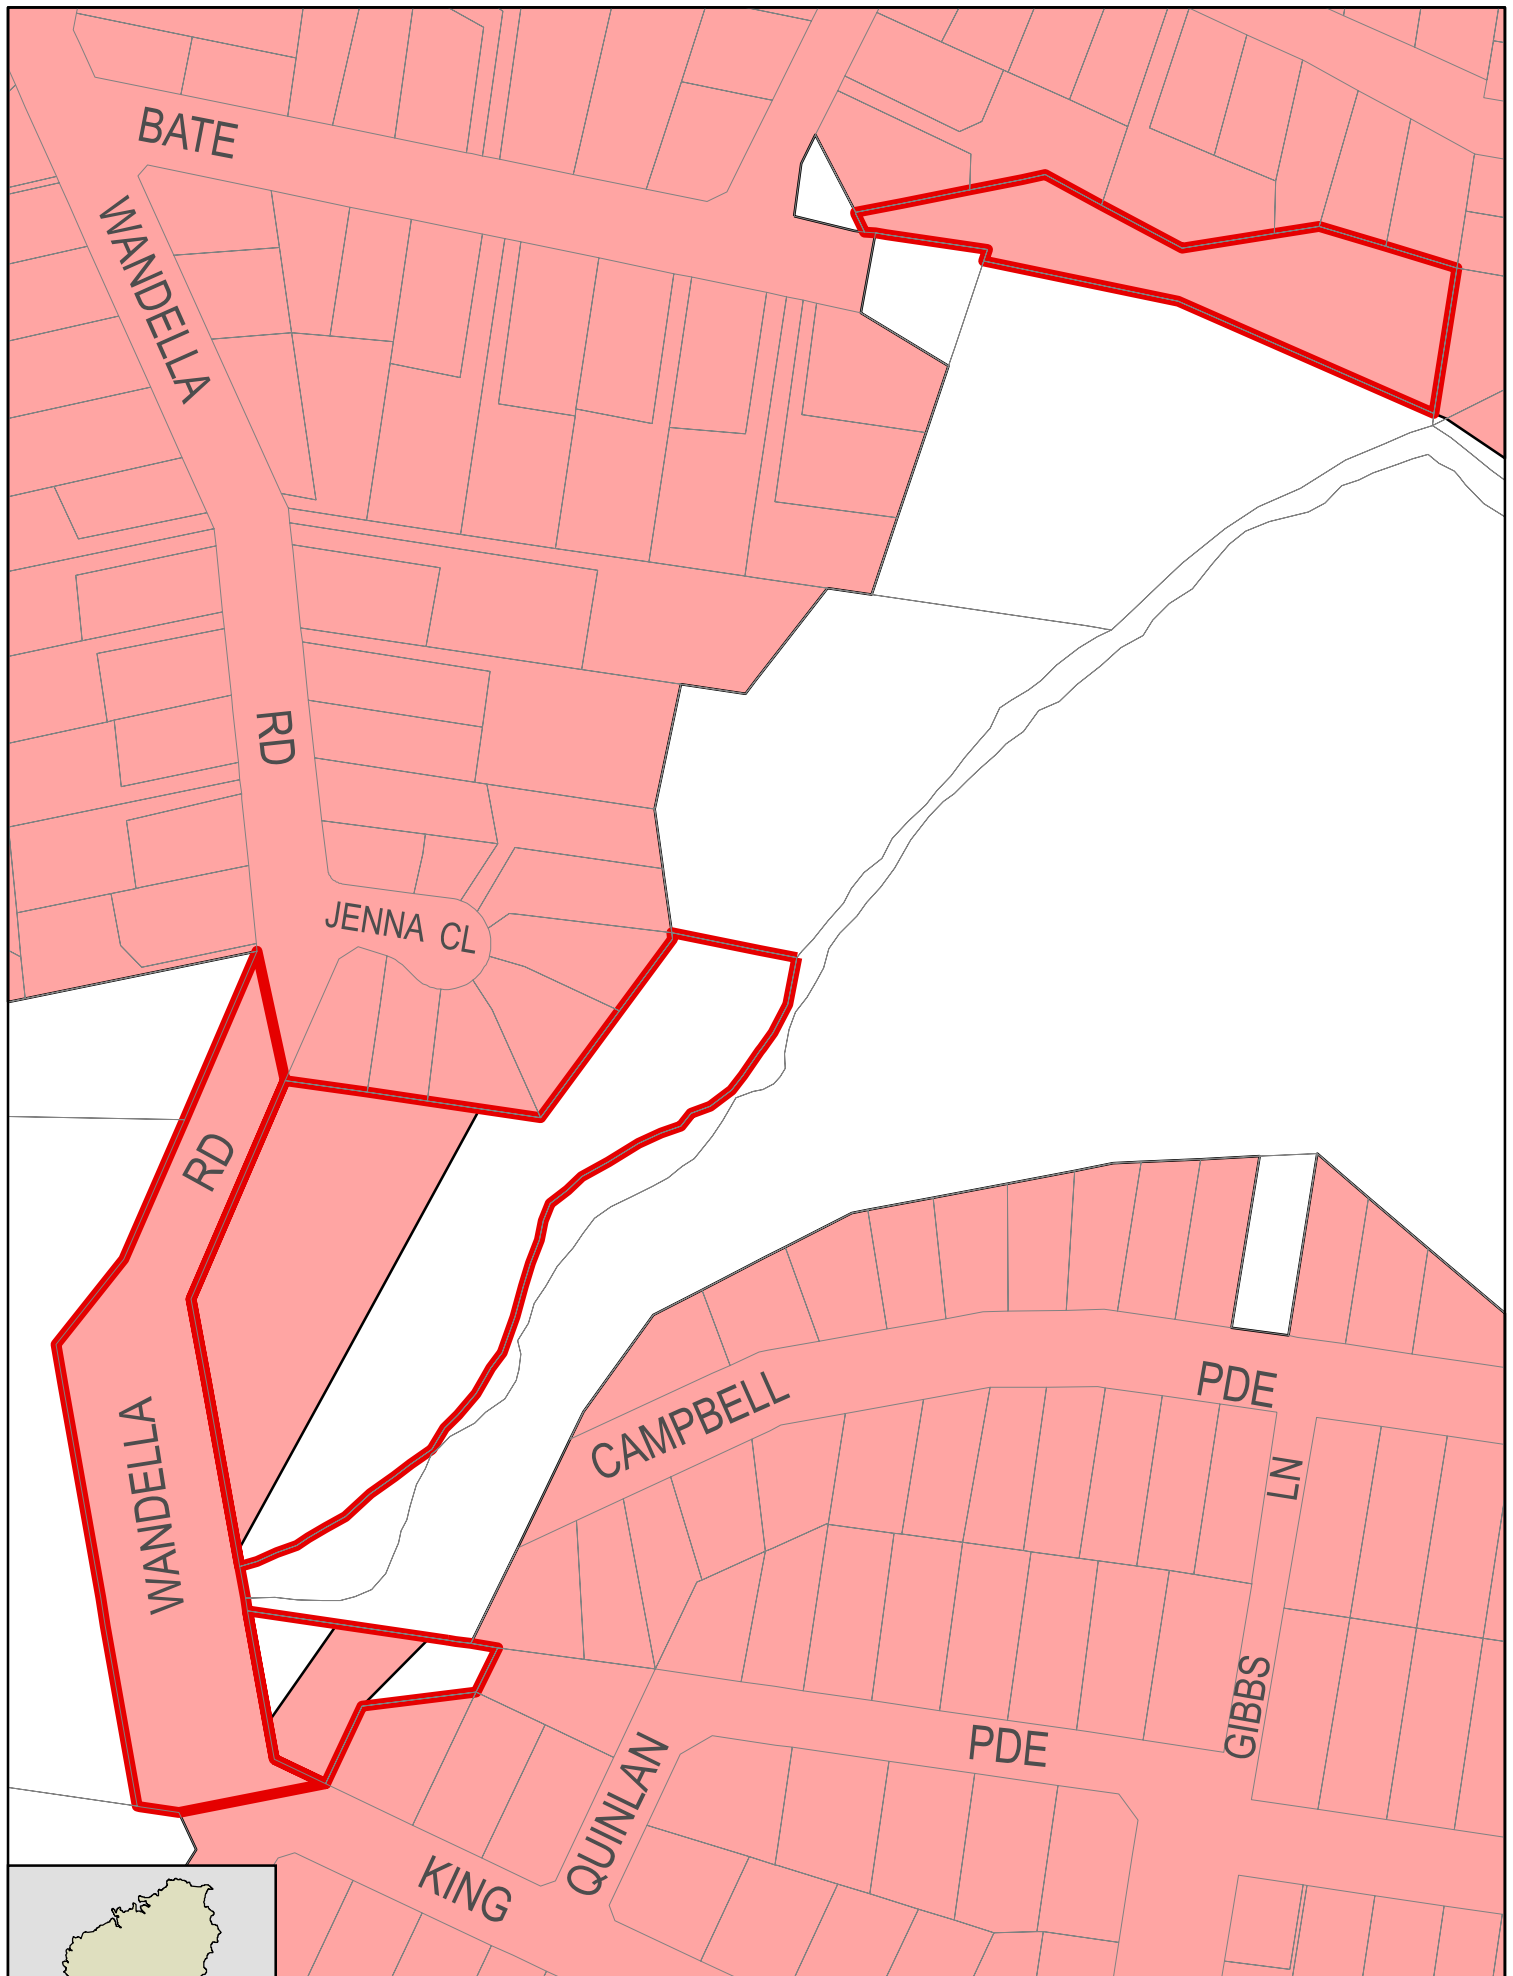 BATE
WANDELLA
RD
JENNA CL
RD
WANDELLA
CAMPBELL
PDE
LN
GIBBS
PDE
QUINLAN
KING